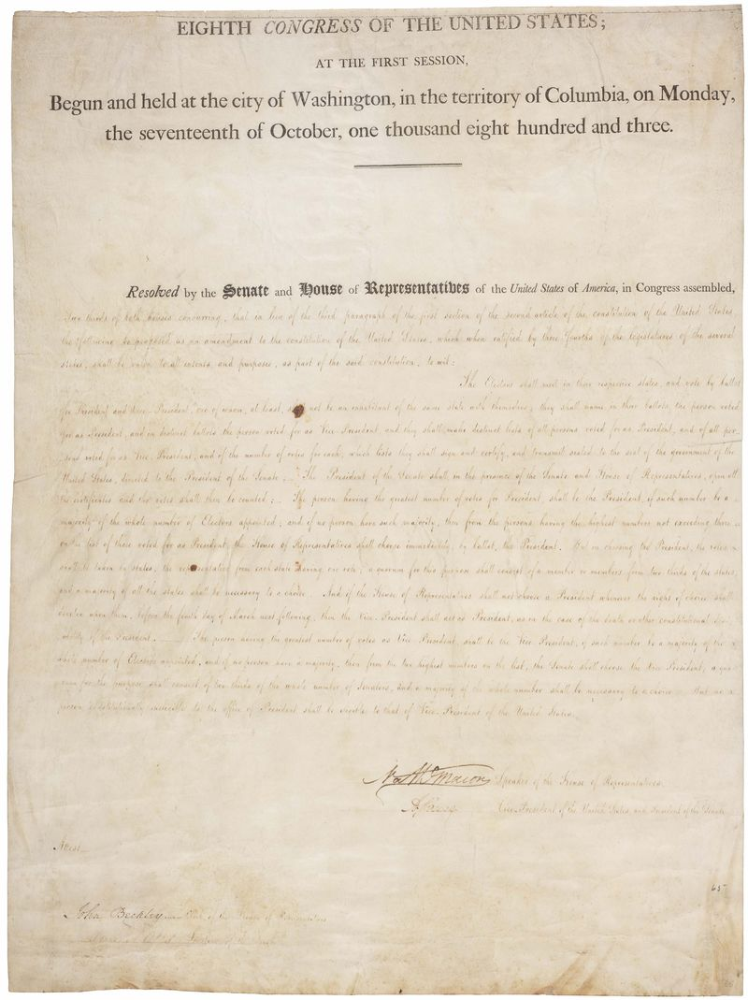 EIGHTH CONGRESS OF THE UNITED STATES;
AT THE FIRST SESSION,
Begun and held at the city of Washington, in the territory of Columbia, on Monday,
the seventeenth of October, one thousand eight hundred and three.
Resolved by the Senate and House of Representatives of the United States of America, in Congress assembled,
Two thirds of both houses concurring, that in lieu of the third paragraph of the first section of the second article of the constitution of the United States,
the following be proposed as an amendment to the constitution of the United States, which when ratified by three fourths of the legislatures of the several
states, shall be valid to all intents and purposes, as part of the said constitution, to wit:
The Electors shall meet in their respective states, and vote by ballot
for President and Vice-President, one of whom, at least, shall not be an inhabitant of the same state with themselves; they shall name in their ballots, the person voted
for as President, and in distinct ballots the person voted for as Vice-President, and they shall make distinct lists of all persons voted for as President, and of all per-
sons voted for as Vice-President, and of the number of votes for each, which lists they shall sign and certify, and transmit sealed to the seat of the government of the
United States, directed to the President of the Senate;— The President of the Senate shall, in the presence of the Senate and House of Representatives, open all
the certificates and the votes shall then be counted:— The person having the greatest number of votes for President, shall be the President, if such number be a
majority of the whole number of Electors appointed; and if no person have such majority, then from the persons having the highest numbers not exceeding three
on the list of those voted for as President, the House of Representatives shall choose immediately, by ballot, the President. But in choosing the President, the votes
shall be taken by states, the representation from each state having one vote; a quorum for this purpose shall consist of a member or members from two thirds of the states,
and a majority of all the states shall be necessary to a choice. And if the House of Representatives shall not choose a President whenever the right of choice shall
devolve upon them, before the fourth day of March next following, then the Vice-President shall act as President, as in the case of the death or other constitutional dis-
ability of the President. The person having the greatest number of votes as Vice-President, shall be the Vice-President, if such number be a majority of the
whole number of Electors appointed, and if no person have a majority, then from the two highest numbers on the list, the Senate shall choose the Vice-President; a quo-
rum for the purpose shall consist of two thirds of the whole number of Senators, and a majority of the whole number shall be necessary to a choice. But no
person constitutionally ineligible to the office of President shall be eligible to that of Vice-President of the United States.
Nathl Macon Speaker of the House of Representatives.
Vice-President of the United States, and President of the Senate
Attest
John Beckley Clerk of the House of Representatives
65